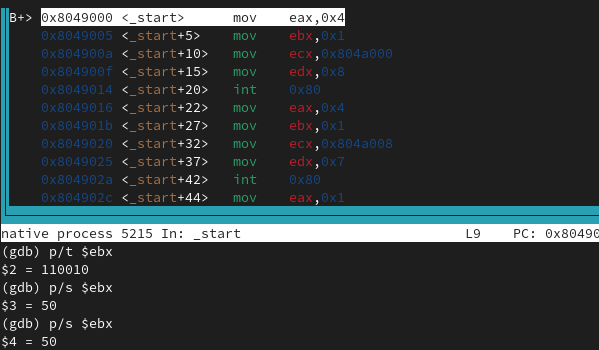 B+> 0x8049000 <_start> mov eax,0x4
0x8049005 <_start+5> mov ebx,0x1
0x804900a <_start+10> mov ecx,0x804a000
0x804900f <_start+15> mov edx,0x8
0x8049014 <_start+20> int 0x80
0x8049016 <_start+22> mov eax,0x4
0x804901b <_start+27> mov ebx,0x1
0x8049020 <_start+32> mov ecx,0x804a008
0x8049025 <_start+37> mov edx,0x7
0x804902a <_start+42> int 0x80
0x804902c <_start+44> mov eax,0x1
native process 5215 In: _start L9 PC: 0x80490
(gdb) p/t $ebx
$2 = 110010
(gdb) p/s $ebx
$3 = 50
(gdb) p/s $ebx
$4 = 50